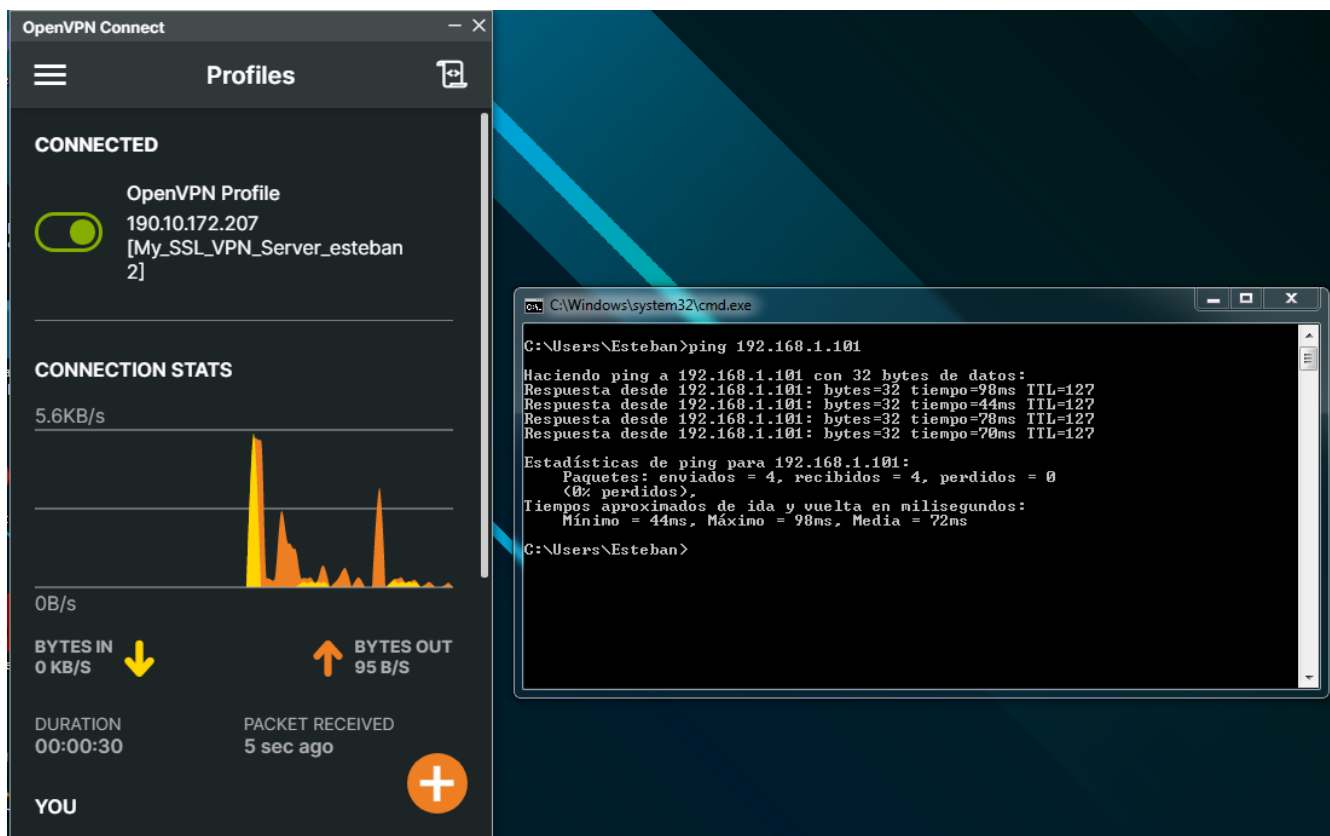 OpenVPN Connect
Profiles
CONNECTED
OpenVPN Profile
190.10.172.207
[My_SSL_VPN_Server_esteban
2]
CONNECTION STATS
5.6KB/s
0B/s
BYTES IN
0 KB/S
BYTES OUT
95 B/S
DURATION
00:00:30
PACKET RECEIVED
5 sec ago
YOU
C:\Windows\system32\cmd.exe
C:\Users\Esteban>ping 192.168.1.101
Haciendo ping a 192.168.1.101 con 32 bytes de datos:
Respuesta desde 192.168.1.101: bytes=32 tiempo=98ms TTL=127
Respuesta desde 192.168.1.101: bytes=32 tiempo=44ms TTL=127
Respuesta desde 192.168.1.101: bytes=32 tiempo=78ms TTL=127
Respuesta desde 192.168.1.101: bytes=32 tiempo=70ms TTL=127
Estadísticas de ping para 192.168.1.101:
Paquetes: enviados = 4, recibidos = 4, perdidos = 0
(0% perdidos),
Tiempos aproximados de ida y vuelta en milisegundos:
Mínimo = 44ms, Máximo = 98ms, Media = 72ms
C:\Users\Esteban>